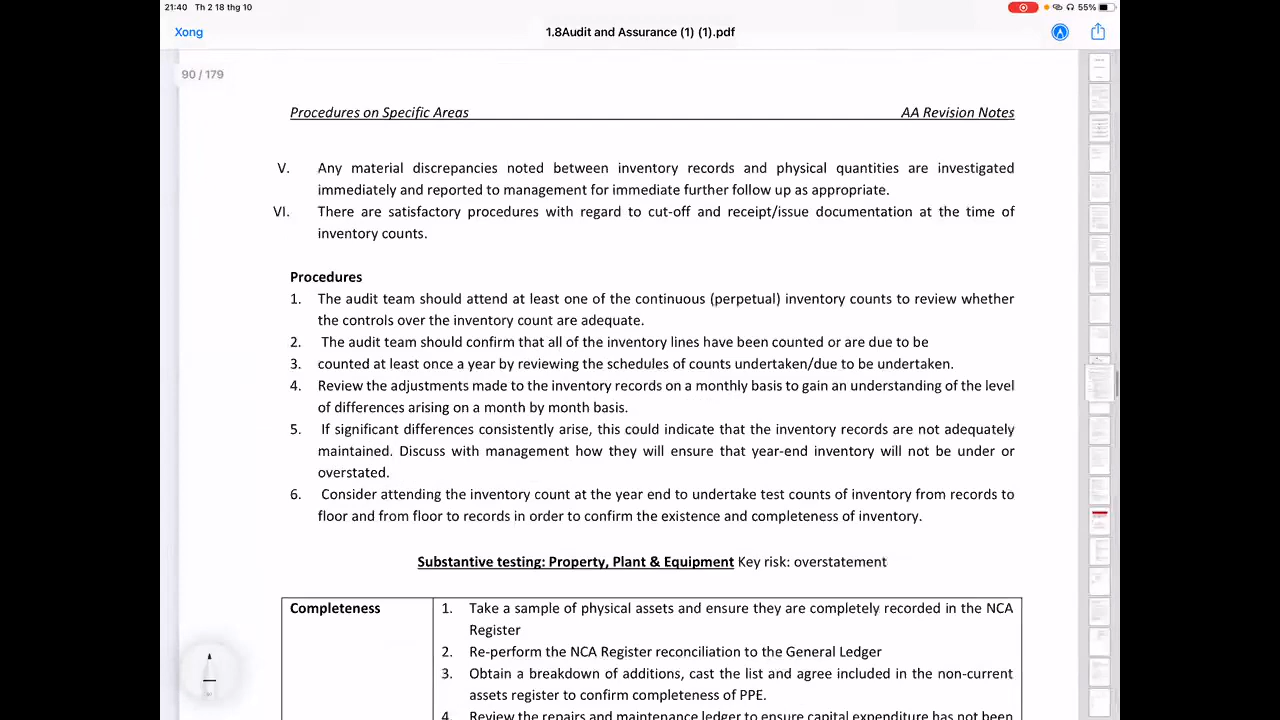 21:40 Th 2 18 thg 10
55%
Xong
1.8Audit and Assurance (1) (1).pdf
90 / 179
Procedures on Specific Areas AA Revision Notes
V. Any material discrepancies noted between inventory records and physical quantities are investigated
immediately and reported to management for immediate further follow up as appropriate.
VI. There are satisfactory procedures with regard to cut-off and receipt/issue documentation at the time of
inventory counts.
Procedures
1. The audit team should attend at least one of the continuous (perpetual) inventory counts to review whether
the controls over the inventory count are adequate.
2. The audit team should confirm that all of the inventory lines have been counted or are due to be
3. counted at least once a year by reviewing the schedule of counts undertaken/due to be undertaken.
4. Review the adjustments made to the inventory records on a monthly basis to gain an understanding of the level
of differences arising on a month by month basis.
5. If significant differences consistently arise, this could indicate that the inventory records are not adequately
maintained. Discuss with management how they will ensure that year-end inventory will not be under or
overstated.
6. Consider attending the inventory count at the year end to undertake test counts of inventory from records to
floor and from floor to records in order to confirm the existence and completeness of inventory.
Substantive testing: Property, Plant & Equipment Key risk: overstatement
Completeness
1. Take a sample of physical assets and ensure they are completely recorded in the NCA
Register
2. Re-perform the NCA Register reconciliation to the General Ledger
3. Obtain a breakdown of additions, cast the list and agree included in the non-current
assets register to confirm completeness of PPE.
4. Review the repairs and maintenance ledger to ensure capital expenditure has not been